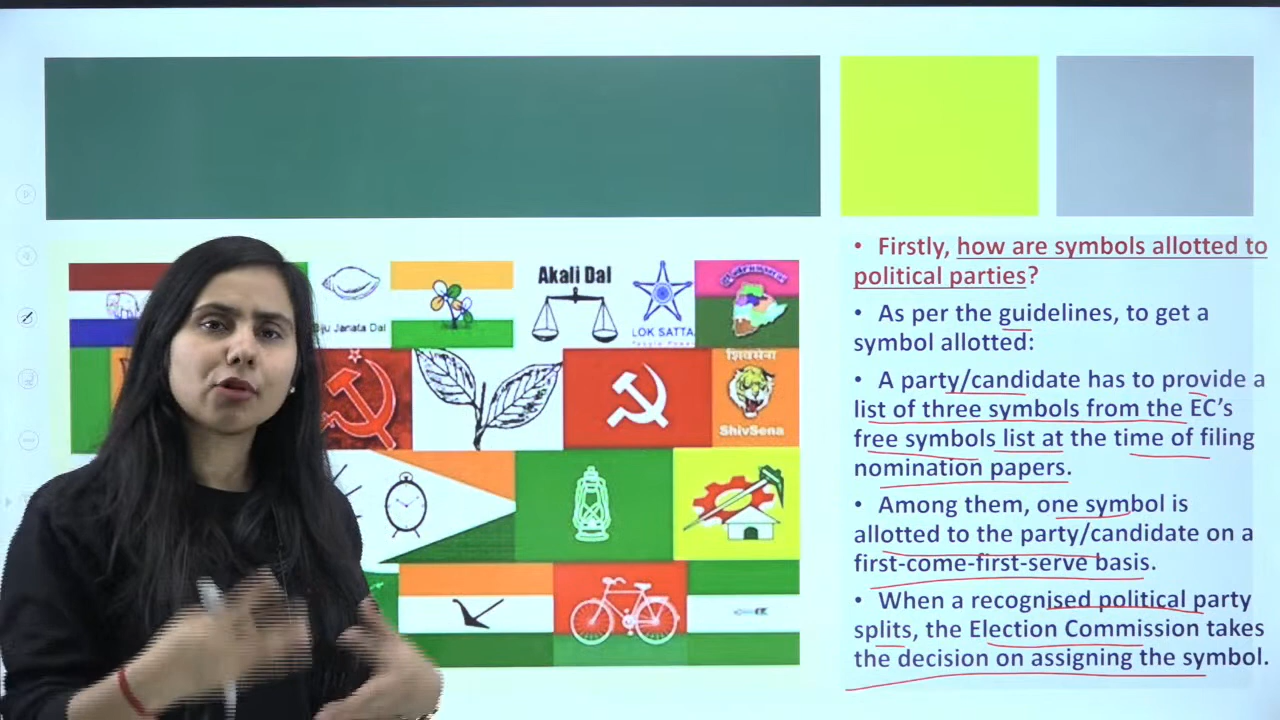 Akali Dal
Biju Janata Dal
LOK SATTA
People Power
शिवसेना
ShivSena
• Firstly, how are symbols allotted to
political parties?
• As per the guidelines, to get a
symbol allotted:
• A party/candidate has to provide a
list of three symbols from the EC’s
free symbols list at the time of filing
nomination papers.
• Among them, one symbol is
allotted to the party/candidate on a
first-come-first-serve basis.
• When a recognised political party
splits, the Election Commission takes
the decision on assigning the symbol.